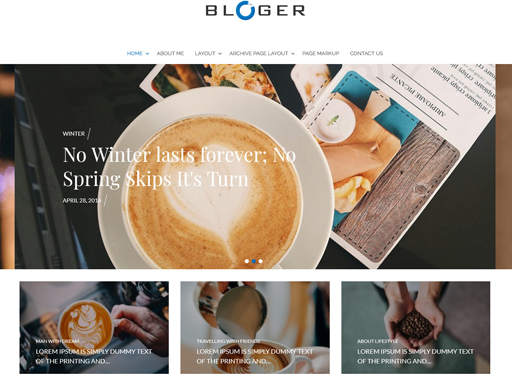 BLOGER
HOME ABOUT ME LAYOUT ARCHIVE PAGE LAYOUT PAGE MARKUP CONTACT US
WINTER
No Winter lasts forever; No
Spring Skips It's Turn
APRIL 28, 2016
AMPIOPAME PICANTE
MAN WITH DREAM
LOREM IPSUM IS SIMPLY DUMMY TEXT
OF THE PRINTING AND...
TRAVELLING WITH FRIENDS
LOREM IPSUM IS SIMPLY DUMMY TEXT
OF THE PRINTING AND...
ABOUT LIFESTYLE
LOREM IPSUM IS SIMPLY DUMMY TEXT
OF THE PRINTING AND...